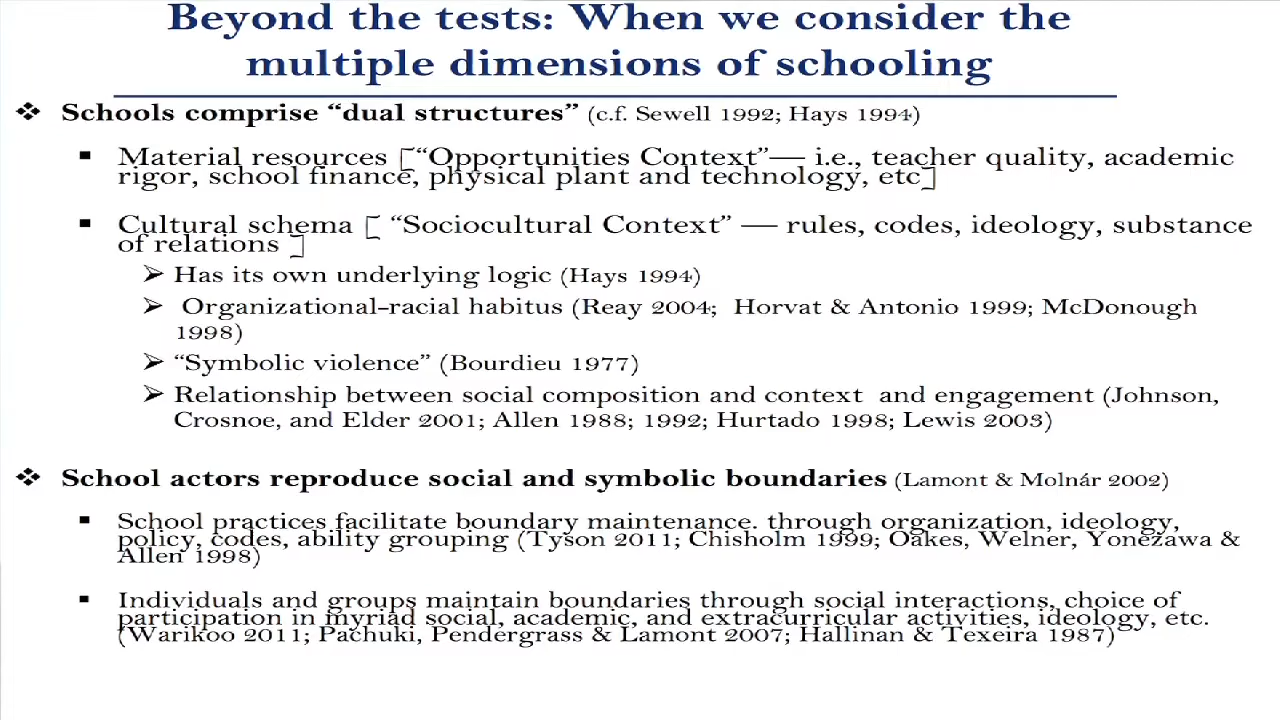 Beyond the tests: When we consider the
multiple dimensions of schooling
❖ Schools comprise “dual structures” (c.f. Sewell 1992; Hays 1994)
▪ Material resources [“Opportunities Context”— i.e., teacher quality, academic
rigor, school finance, physical plant and technology, etc]
▪ Cultural schema [ “Sociocultural Context” — rules, codes, ideology, substance
of relations ]
➢ Has its own underlying logic (Hays 1994)
➢ Organizational-racial habitus (Reay 2004; Horvat & Antonio 1999; McDonough
1998)
➢ “Symbolic violence” (Bourdieu 1977)
➢ Relationship between social composition and context and engagement (Johnson,
Crosnoe, and Elder 2001; Allen 1988; 1992; Hurtado 1998; Lewis 2003)
❖ School actors reproduce social and symbolic boundaries (Lamont & Molnár 2002)
▪ School practices facilitate boundary maintenance. through organization, ideology,
policy, codes, ability grouping (Tyson 2011; Chisholm 1999; Oakes, Welner, Yonezawa &
Allen 1998)
▪ Individuals and groups maintain boundaries through social interactions, choice of
participation in myriad social, academic, and extracurricular activities, ideology, etc.
(Warikoo 2011; Pachuki, Pendergrass & Lamont 2007; Hallinan & Texeira 1987)